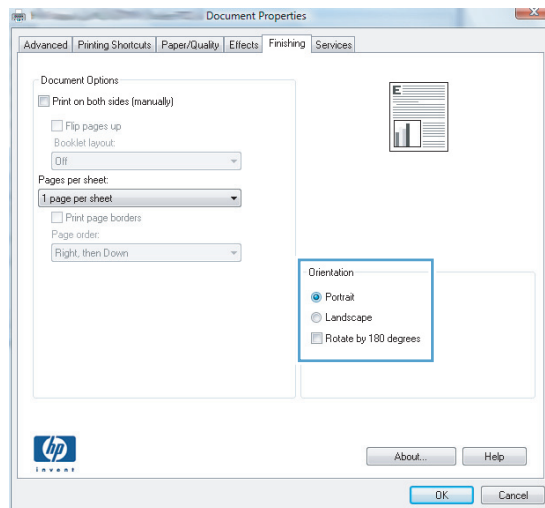 Document Properties
Advanced Printing Shortcuts Paper/Quality Effects Finishing Services
Document Options
Print on both sides (manually)
Flip pages up
Booklet layout:
Off
Pages per sheet:
1 page per sheet
Print page borders
Page order:
Right, then Down
E
Orientation
Portrait
Landscape
Rotate by 180 degrees
hp
invent
About... Help
OK Cancel